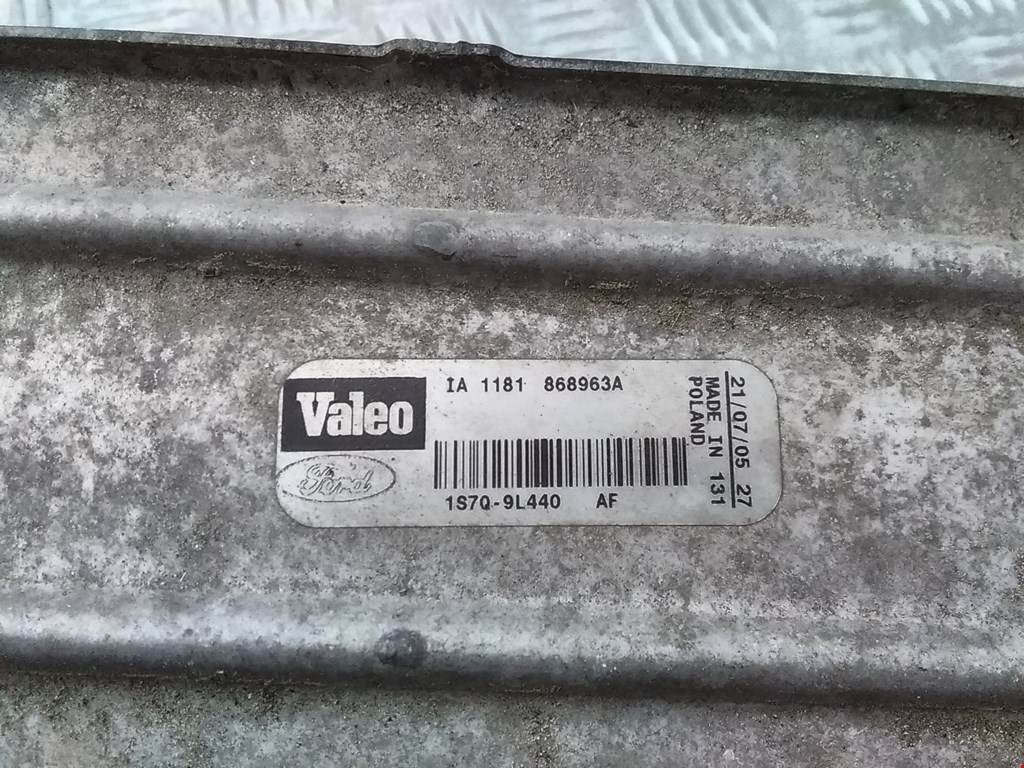 Valeo
Ford
IA 1181 868963A
1S7Q-9L440 AF
21/07/05 27
MADE IN 131
POLAND